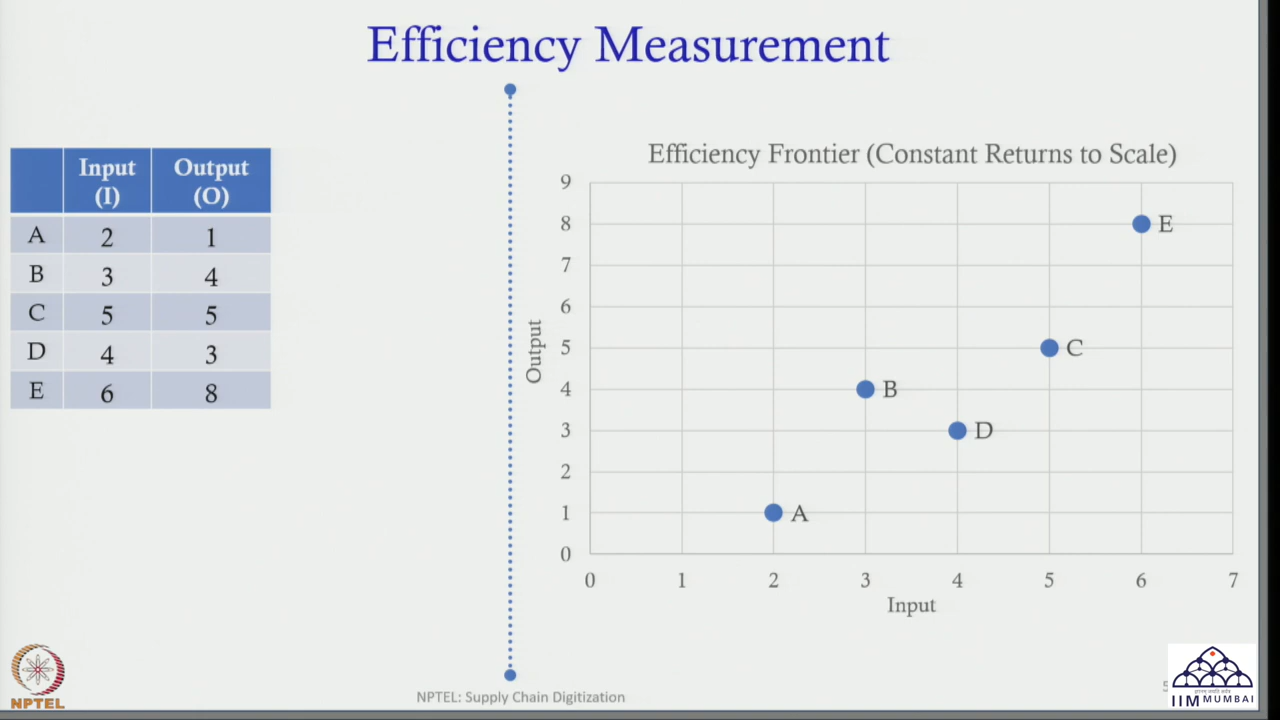 Efficiency Measurement
Input (I) Output (O)
A 2 1
B 3 4
C 5 5
D 4 3
E 6 8
Efficiency Frontier (Constant Returns to Scale)
9
8
7
6
5
4
3
2
1
0
Output
E
C
B
D
A
0 1 2 3 4 5 6 7
Input
NPTEL
NPTEL: Supply Chain Digitization
IIM MUMBAI